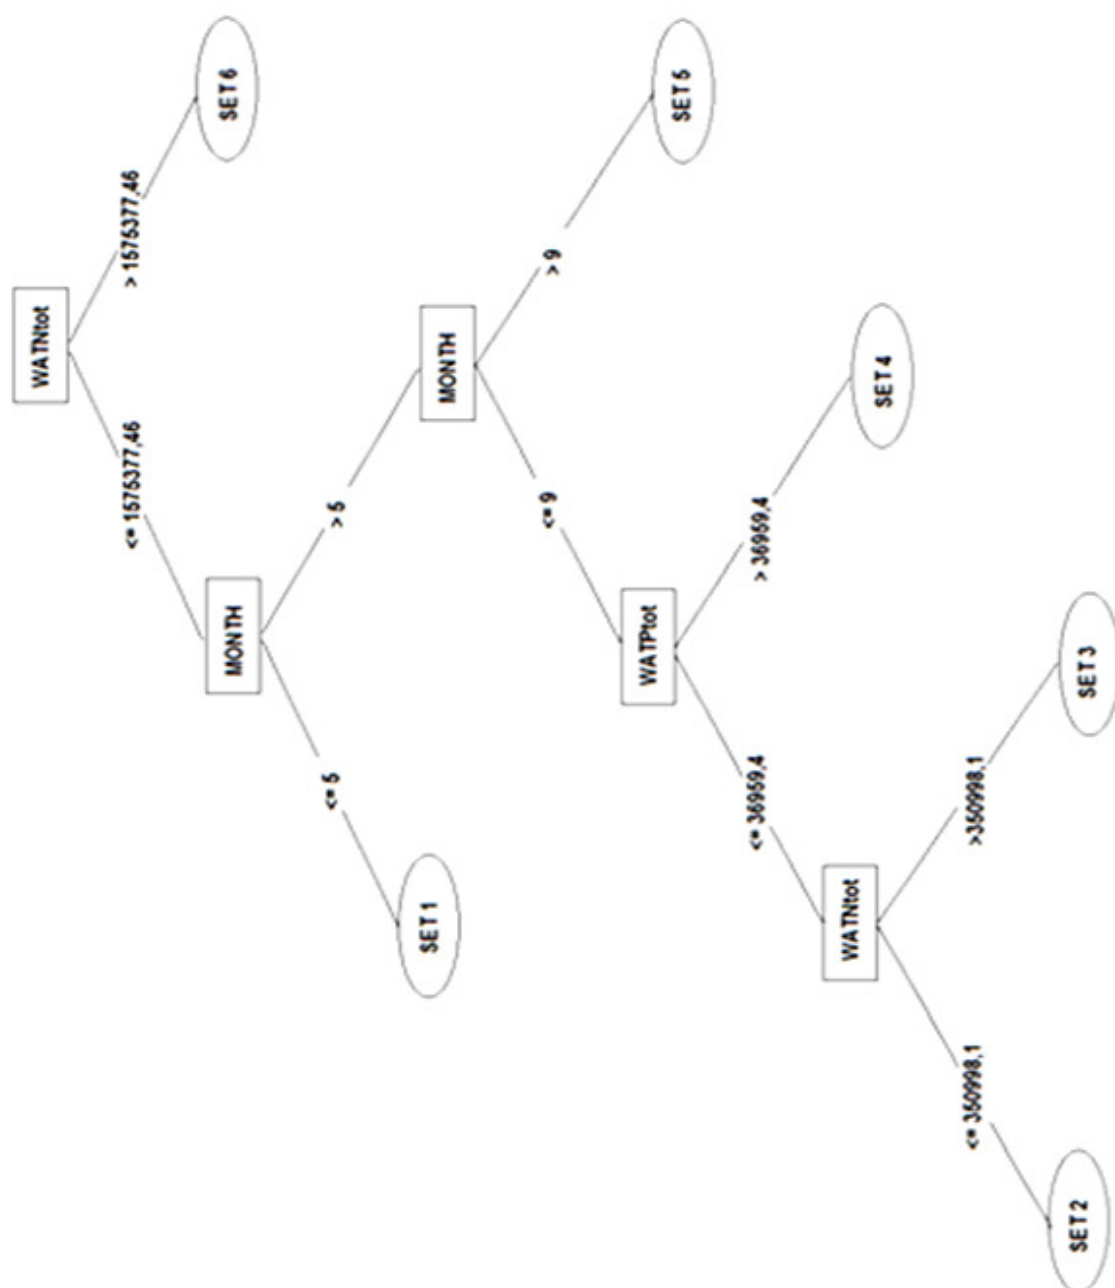 WATNtot
<= 1575377,46
> 1575377,46
MONTH
SET 6
<= 5
> 5
SET 1
MONTH
<= 9
> 9
WATPtot
SET 5
<= 36959,4
> 36959,4
WATNtot
SET 4
<= 350998,1
>350998,1
SET 2
SET 3